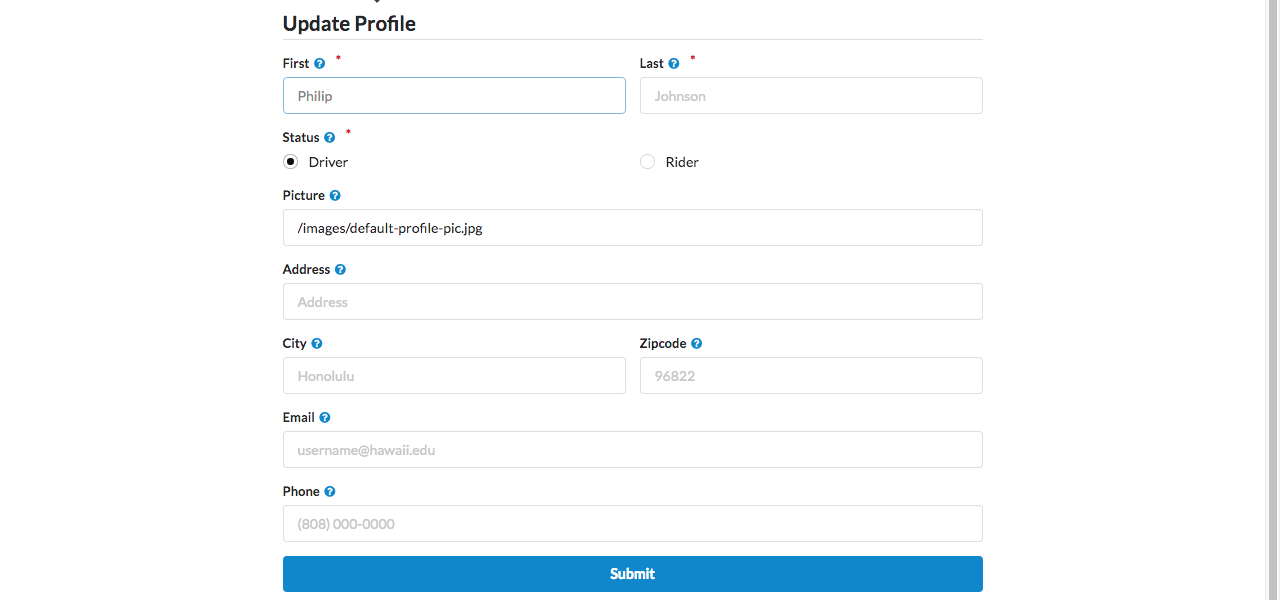 Update Profile
First ? * Last ? *
Philip Johnson
Status ? *
Driver Rider
Picture ?
/images/default-profile-pic.jpg
Address ?
Address
City ? Zipcode ?
Honolulu 96822
Email ?
username@hawaii.edu
Phone ?
(808) 000-0000
Submit